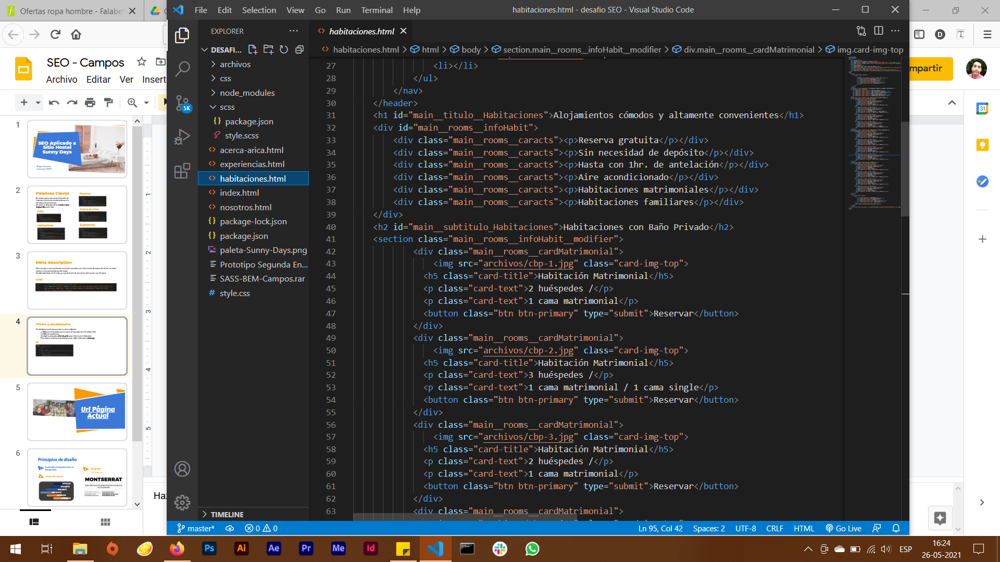 Ofertas ropa hombre - Falabel
File Edit Selection View Go Run Terminal Help
habitaciones.html - desafio SEO - Visual Studio Code
SEO - Campos
Archivo Editar Ver Insert
mpartir
1
SEO Aplicado a
Sitio Hostal
Sunny Days
2
Palabras Claves
Nosotros
Index
Acerca de Arica
Habitaciones
Experiencias
3
Meta description
Index
4
Títulos y encabezados
5
Url Página
Actual
6
Principios de diseño
MONTSERRAT
Haz
EXPLORER
DESAFI...
archivos
css
node_modules
scss
package.json
style.scss
acerca-arica.html
experiencias.html
habitaciones.html
index.html
nosotros.html
package-lock.json
package.json
paleta-Sunny-Days.png
Prototipo Segunda En...
SASS-BEM-Campos.rar
style.css
TIMELINE
habitaciones.html
habitaciones.html > html > body > section.main__rooms__infoHabit__modifier > div.main__rooms__cardMatrimonial > img.card-img-top
27 <li></li>
28 </ul>
29 </nav>
30 </header>
31 <h1 id="main__titulo__Habitaciones">Alojamientos cómodos y altamente convenientes</h1>
32 <div id="main__rooms__infoHabit">
33 <div class="main__rooms__caracts"><p>Reserva gratuita</p></div>
34 <div class="main__rooms__caracts"><p>Sin necesidad de depósito</p></div>
35 <div class="main__rooms__caracts"><p>Hasta con 1hr. de antelación</p></div>
36 <div class="main__rooms__caracts"><p>Aire acondicionado</p></div>
37 <div class="main__rooms__caracts"><p>Habitaciones matrimoniales</p></div>
38 <div class="main__rooms__caracts"><p>Habitaciones familiares</p></div>
39 </div>
40 <h2 id="main__subtitulo_Habitaciones">Habitaciones con Baño Privado</h2>
41 <section class="main__rooms__infoHabit__modifier">
42 <div class="main__rooms__cardMatrimonial">
43 <img src="archivos/cbp-1.jpg" class="card-img-top">
44 <h5 class="card-title">Habitación Matrimonial</h5>
45 <p class="card-text">2 huéspedes /</p>
46 <p class="card-text">1 cama matrimonial</p>
47 <button class="btn btn-primary" type="submit">Reservar</button>
48 </div>
49 <div class="main__rooms__cardMatrimonial">
50 <img src="archivos/cbp-2.jpg" class="card-img-top">
51 <h5 class="card-title">Habitación Matrimonial</h5>
52 <p class="card-text">3 huéspedes /</p>
53 <p class="card-text">1 cama matrimonial / 1 cama single</p>
54 <button class="btn btn-primary" type="submit">Reservar</button>
55 </div>
56 <div class="main__rooms__cardMatrimonial">
57 <img src="archivos/cbp-3.jpg" class="card-img-top">
58 <h5 class="card-title">Habitación Matrimonial</h5>
59 <p class="card-text">2 huéspedes /</p>
60 <p class="card-text">1 cama matrimonial</p>
61 <button class="btn btn-primary" type="submit">Reservar</button>
62 </div>
63 <div class="main__rooms__cardMatrimonial">
5K
master* 0 0
Ln 95, Col 42 Spaces: 2 UTF-8 CRLF HTML Go Live
Ps Ai Ae Pr Me Id
ESP
16:24
26-05-2021